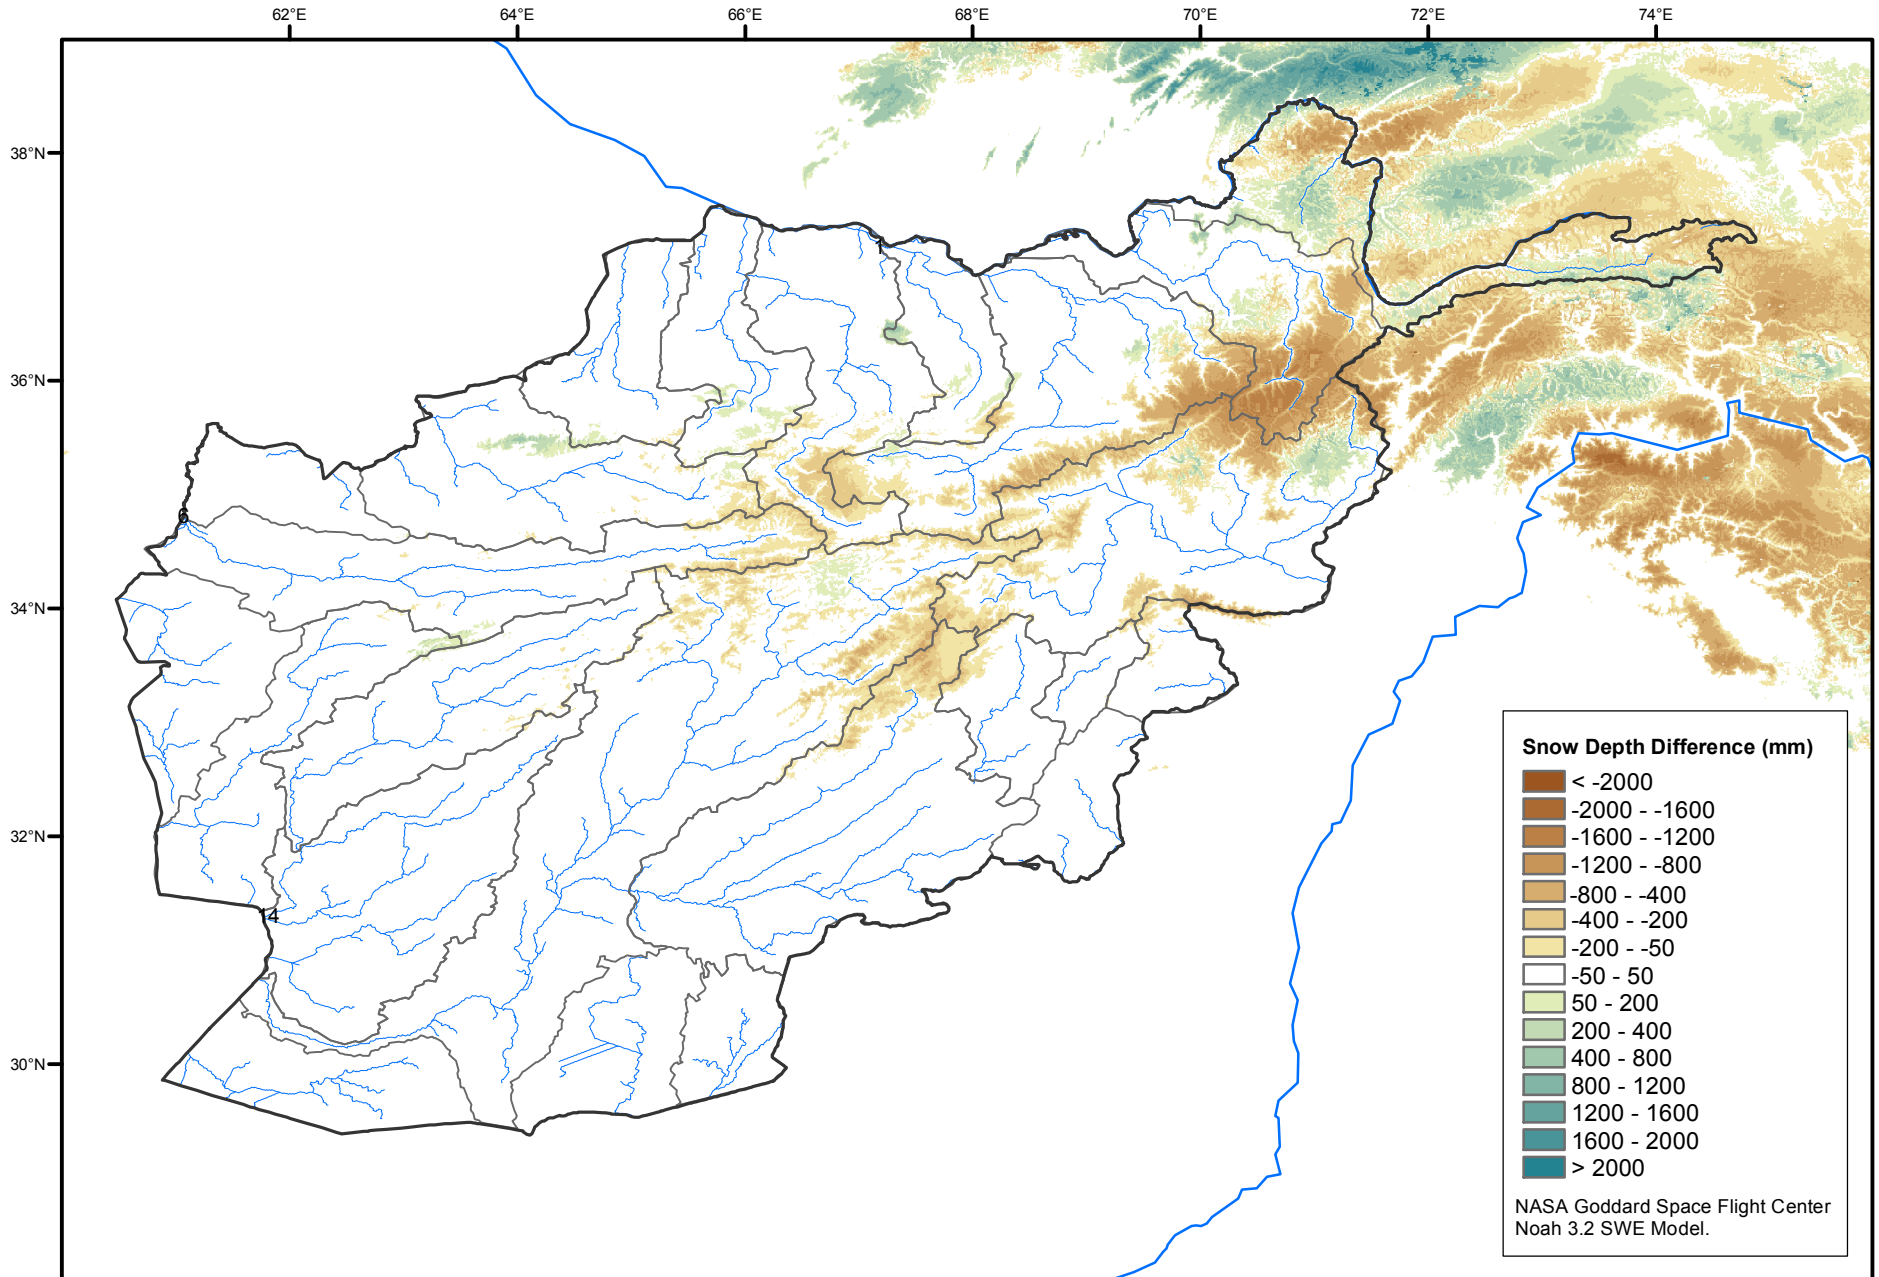 62°E 64°E 66°E 68°E 70°E 72°E 74°E
38°N
1
36°N
6
34°N
32°N
14
30°N
Snow Depth Difference (mm)
< -2000
-2000 - -1600
-1600 - -1200
-1200 - -800
-800 - -400
-400 - -200
-200 - -50
-50 - 50
50 - 200
200 - 400
400 - 800
800 - 1200
1200 - 1600
1600 - 2000
> 2000
NASA Goddard Space Flight Center
Noah 3.2 SWE Model.